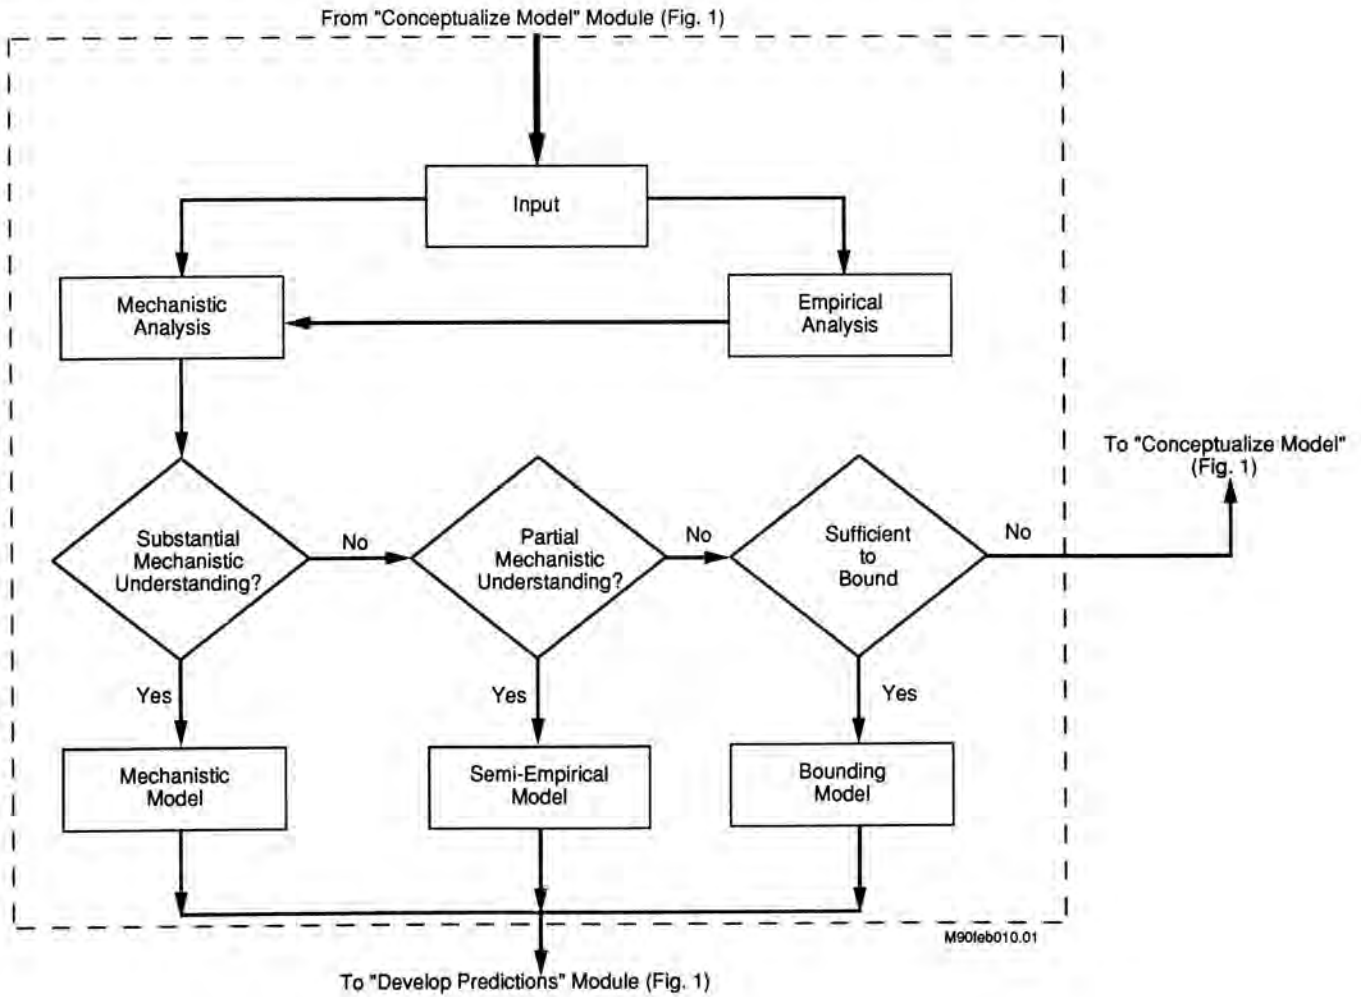 From "Conceptualize Model" Module (Fig. 1)
Input
Mechanistic
Analysis
Empirical
Analysis
To "Conceptualize Model"
(Fig. 1)
Substantial
Mechanistic
Understanding?
No
Partial
Mechanistic
Understanding?
No
Sufficient
to
Bound
No
Yes
Yes
Yes
Mechanistic
Model
Semi-Empirical
Model
Bounding
Model
M90feb010.01
To "Develop Predictions" Module (Fig. 1)